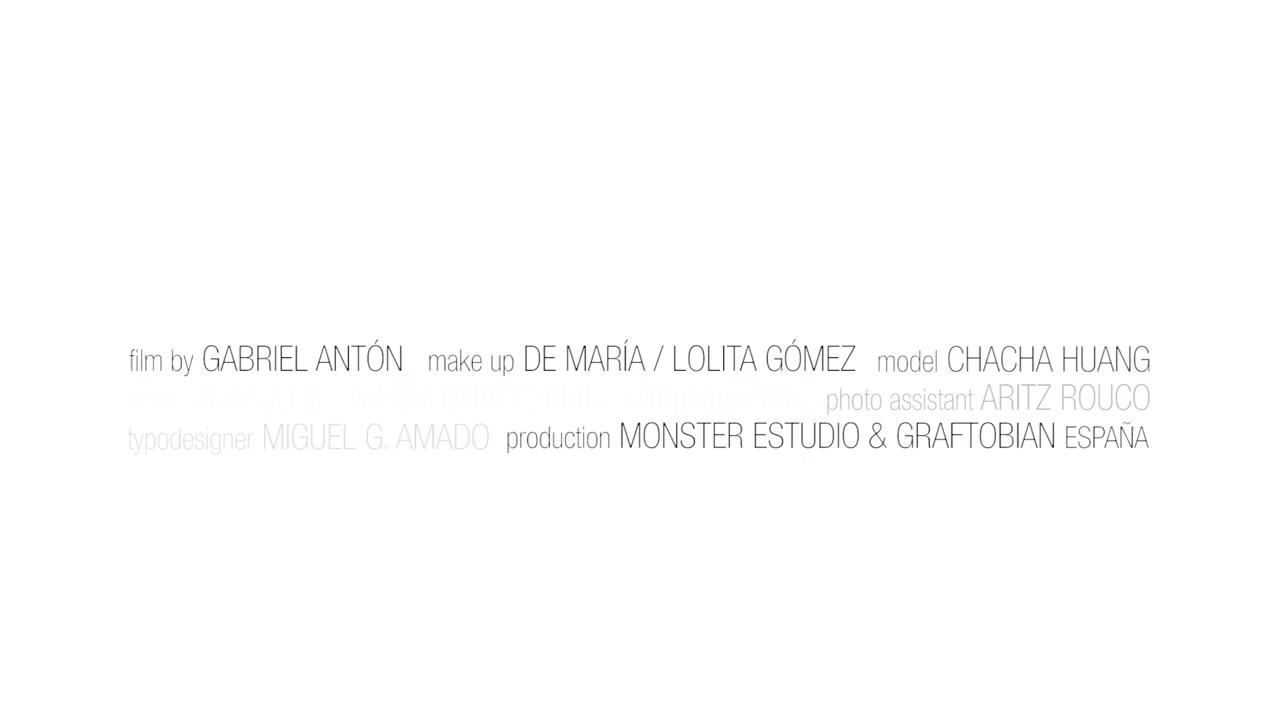 film by GABRIEL ANTÓN make up DE MARÍA / LOLITA GÓMEZ model CHACHA HUANG
photo assistant ARITZ ROUCO
typodesigner MIGUEL G. AMADO production MONSTER ESTUDIO & GRAFTOBIAN ESPAÑA